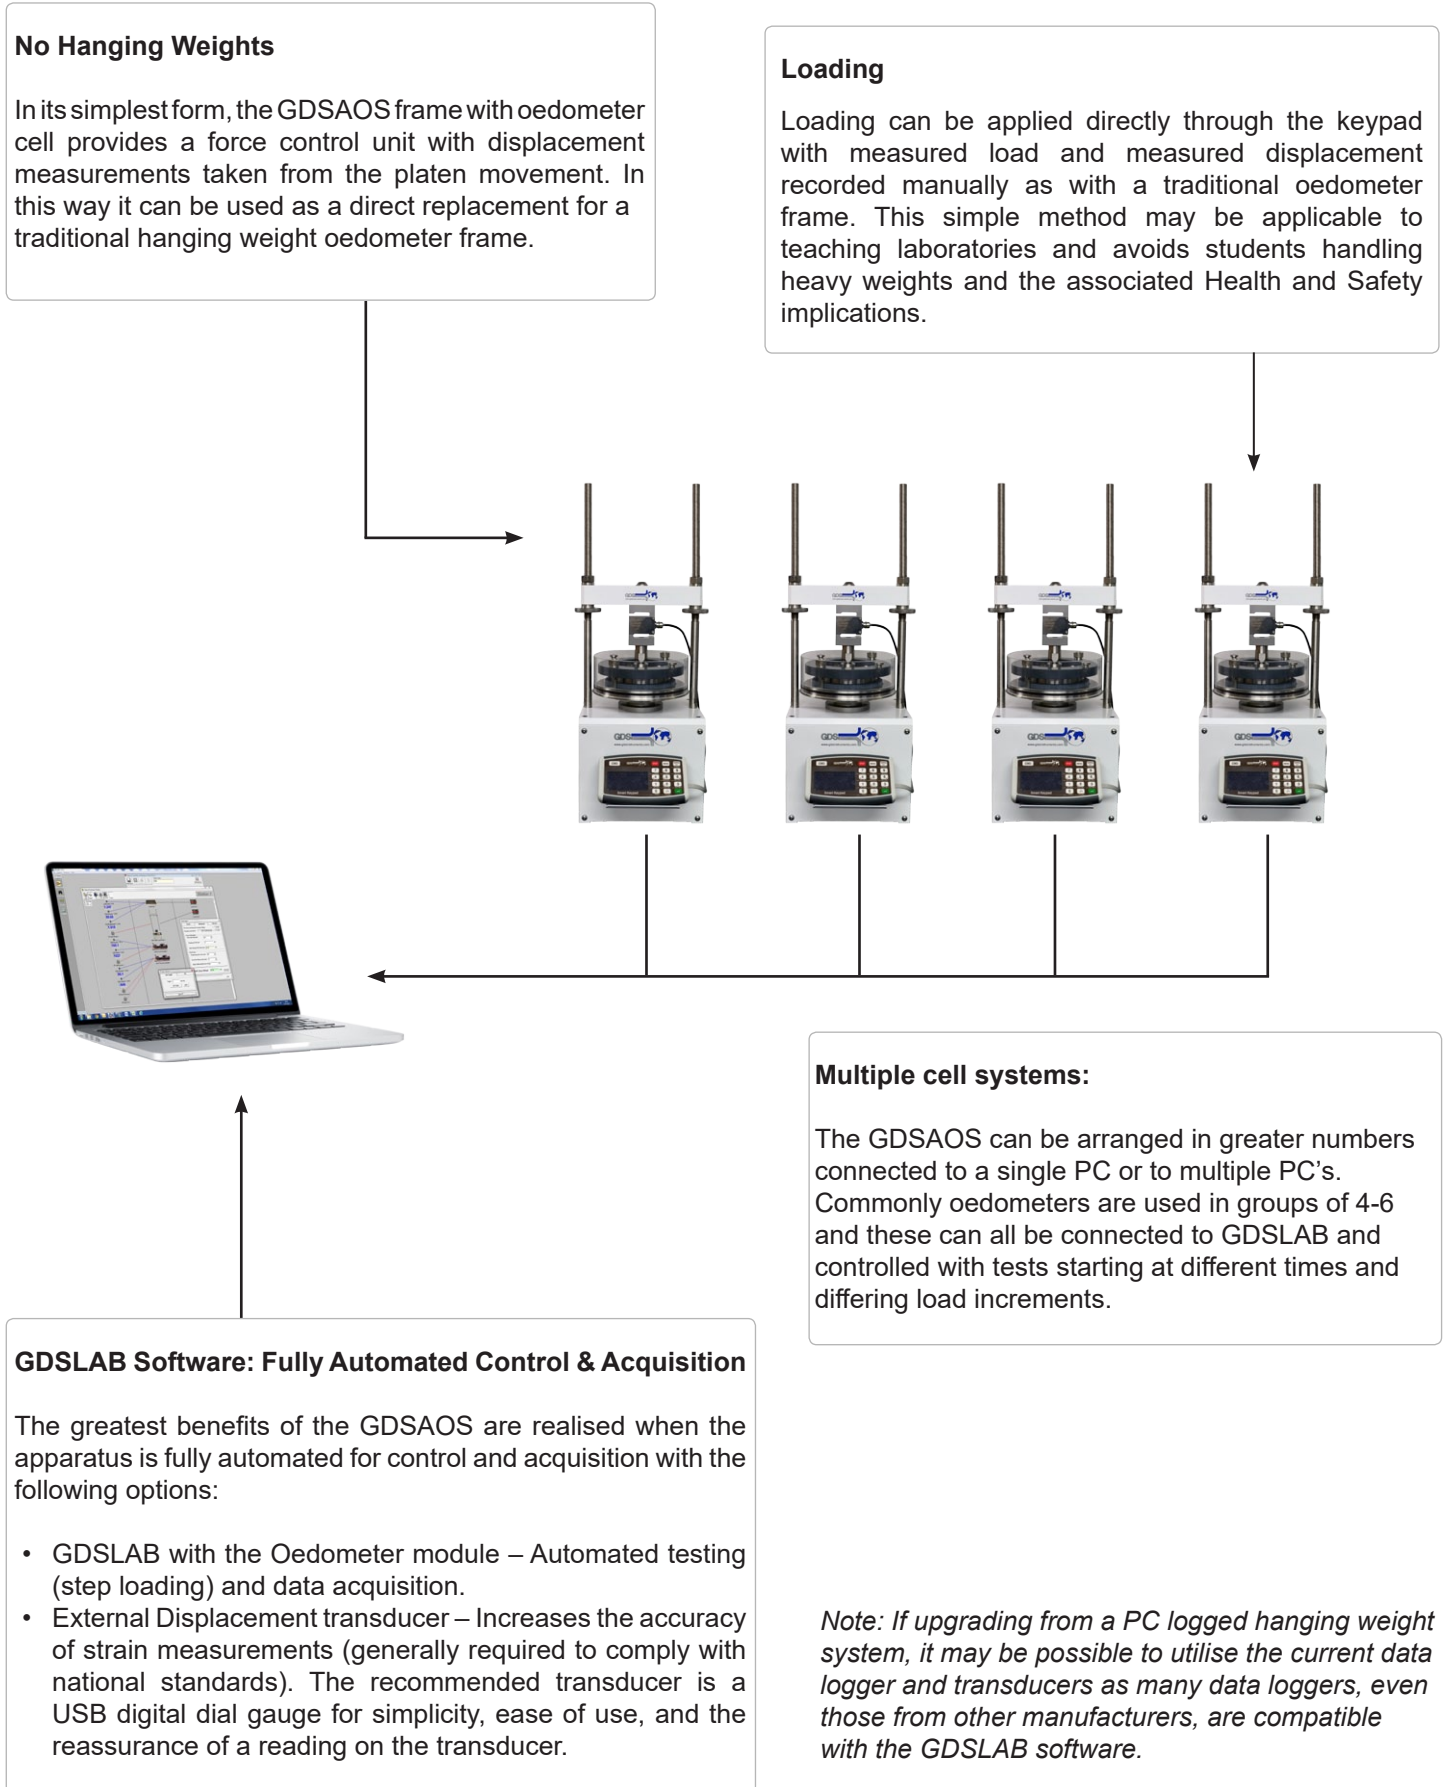 No Hanging Weights
In its simplest form, the GDSAOS frame with oedometer
cell provides a force control unit with displacement
measurements taken from the platen movement. In
this way it can be used as a direct replacement for a
traditional hanging weight oedometer frame.
Loading
Loading can be applied directly through the keypad
with measured load and measured displacement
recorded manually as with a traditional oedometer
frame. This simple method may be applicable to
teaching laboratories and avoids students handling
heavy weights and the associated Health and Safety
implications.
GDS
GDS
GDS
GDS
Multiple cell systems:
The GDSAOS can be arranged in greater numbers
connected to a single PC or to multiple PC’s.
Commonly oedometers are used in groups of 4-6
and these can all be connected to GDSLAB and
controlled with tests starting at different times and
differing load increments.
GDSLAB Software: Fully Automated Control & Acquisition
The greatest benefits of the GDSAOS are realised when the
apparatus is fully automated for control and acquisition with the
following options:
• GDSLAB with the Oedometer module – Automated testing
(step loading) and data acquisition.
• External Displacement transducer – Increases the accuracy
of strain measurements (generally required to comply with
national standards). The recommended transducer is a
USB digital dial gauge for simplicity, ease of use, and the
reassurance of a reading on the transducer.
Note: If upgrading from a PC logged hanging weight
system, it may be possible to utilise the current data
logger and transducers as many data loggers, even
those from other manufacturers, are compatible
with the GDSLAB software.